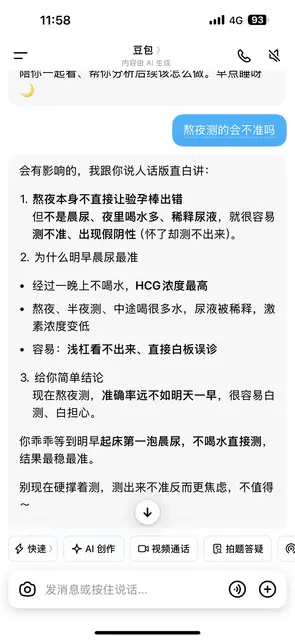 11:58
4G 93
豆包
内容由 AI 生成
陪你一起看、帮你分析后续该怎么做。早点睡呀
🌙
熬夜测的会不准吗
会有影响的，我跟你说人话版直白讲：
1. 熬夜本身不直接让验孕棒出错
但不是晨尿、夜里喝水多、稀释尿液，就很容易
测不准、出现假阴性（怀了却测不出来）。
2. 为什么明早晨尿最准
• 经过一晚上不喝水，HCG 浓度最高
• 熬夜、半夜测、中途喝很多水，尿液被稀释，激
素浓度变低
• 容易：浅杠看不出来、直接白板误诊
3. 给你简单结论
现在熬夜测，准确率远不如明天一早，很容易白
测、白担心。
你乖乖等到明早起床第一泡晨尿，不喝水直接测，
结果最稳最准。
别现在硬撑着测，测出来不准反而更焦虑，不值得
～
快速
AI 创作
视频通话
拍题答疑
发消息或按住说话...